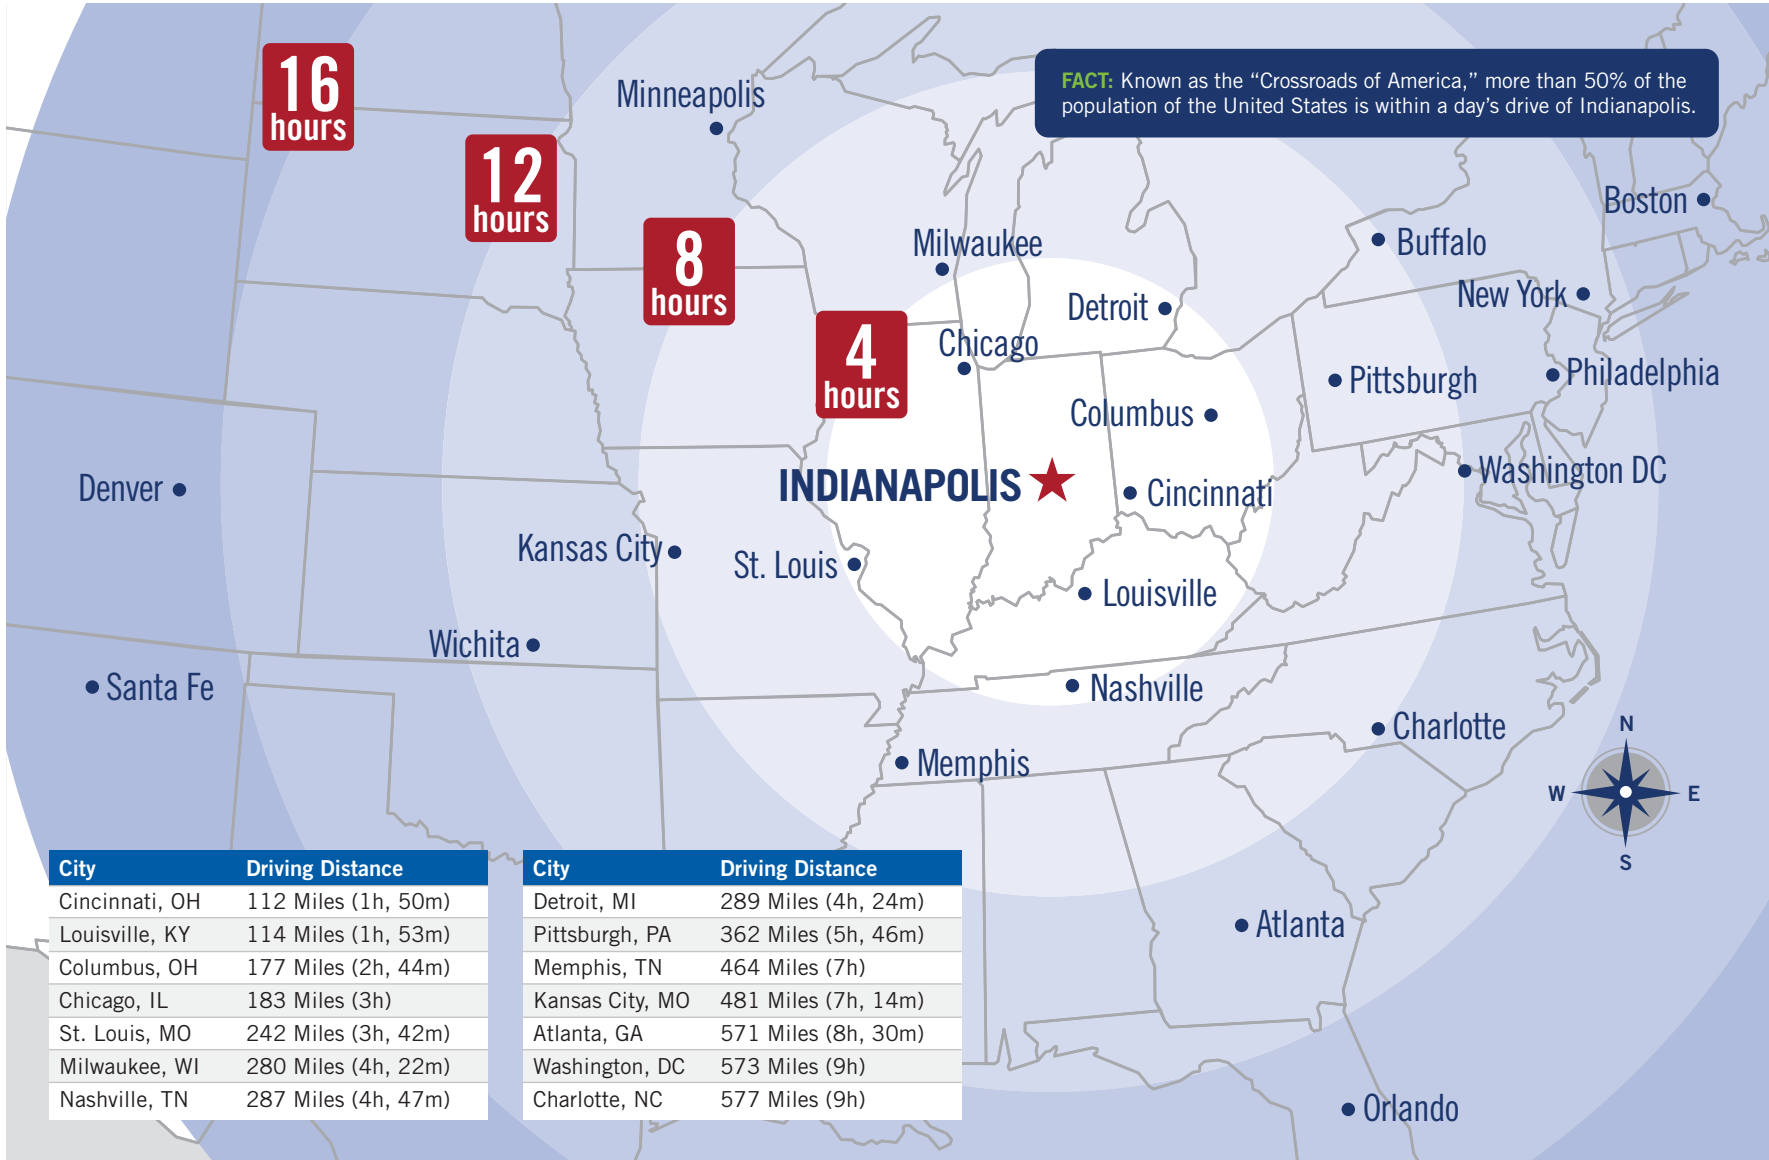 16
hours
12
hours
8
hours
4
hours
FACT: Known as the “Crossroads of America,” more than 50% of the
population of the United States is within a day’s drive of Indianapolis.
Minneapolis
Boston
Milwaukee
Buffalo
New York
Detroit
Chicago
Pittsburgh
Philadelphia
Columbus
Washington DC
Denver
INDIANAPOLIS
Cincinnati
Kansas City
St. Louis
Louisville
Wichita
Santa Fe
Nashville
Charlotte
Memphis
N
W
E
S
Atlanta
Orlando
City Driving Distance
Cincinnati, OH 112 Miles (1h, 50m)
Louisville, KY 114 Miles (1h, 53m)
Columbus, OH 177 Miles (2h, 44m)
Chicago, IL 183 Miles (3h)
St. Louis, MO 242 Miles (3h, 42m)
Milwaukee, WI 280 Miles (4h, 22m)
Nashville, TN 287 Miles (4h, 47m)
City Driving Distance
Detroit, MI 289 Miles (4h, 24m)
Pittsburgh, PA 362 Miles (5h, 46m)
Memphis, TN 464 Miles (7h)
Kansas City, MO 481 Miles (7h, 14m)
Atlanta, GA 571 Miles (8h, 30m)
Washington, DC 573 Miles (9h)
Charlotte, NC 577 Miles (9h)